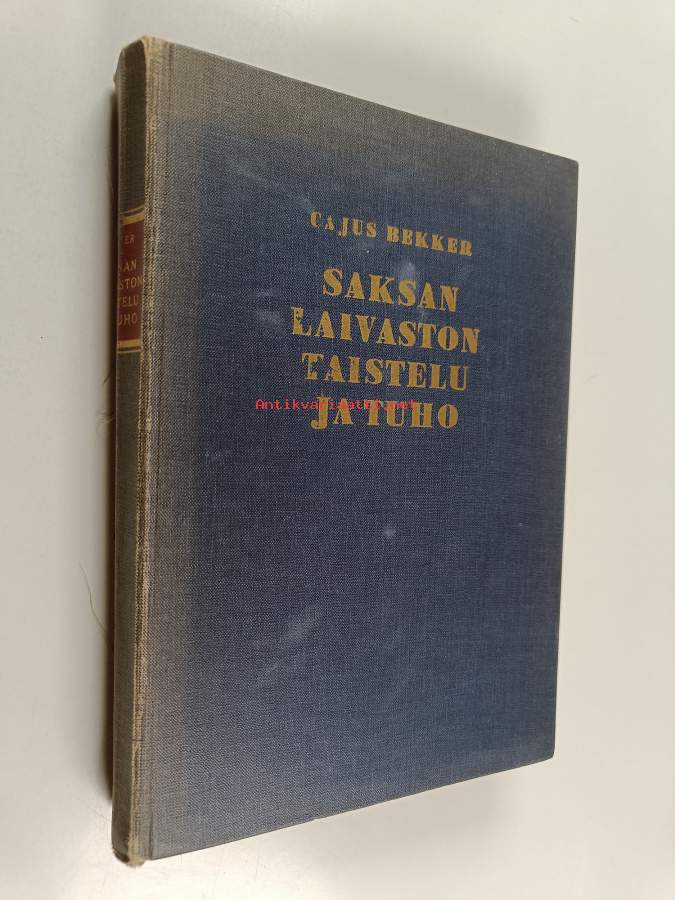 CAJUS BEKKER
SAKSAN
LAIVASTON
TAISTELU
JA TUHO
Antikvariaatti.net